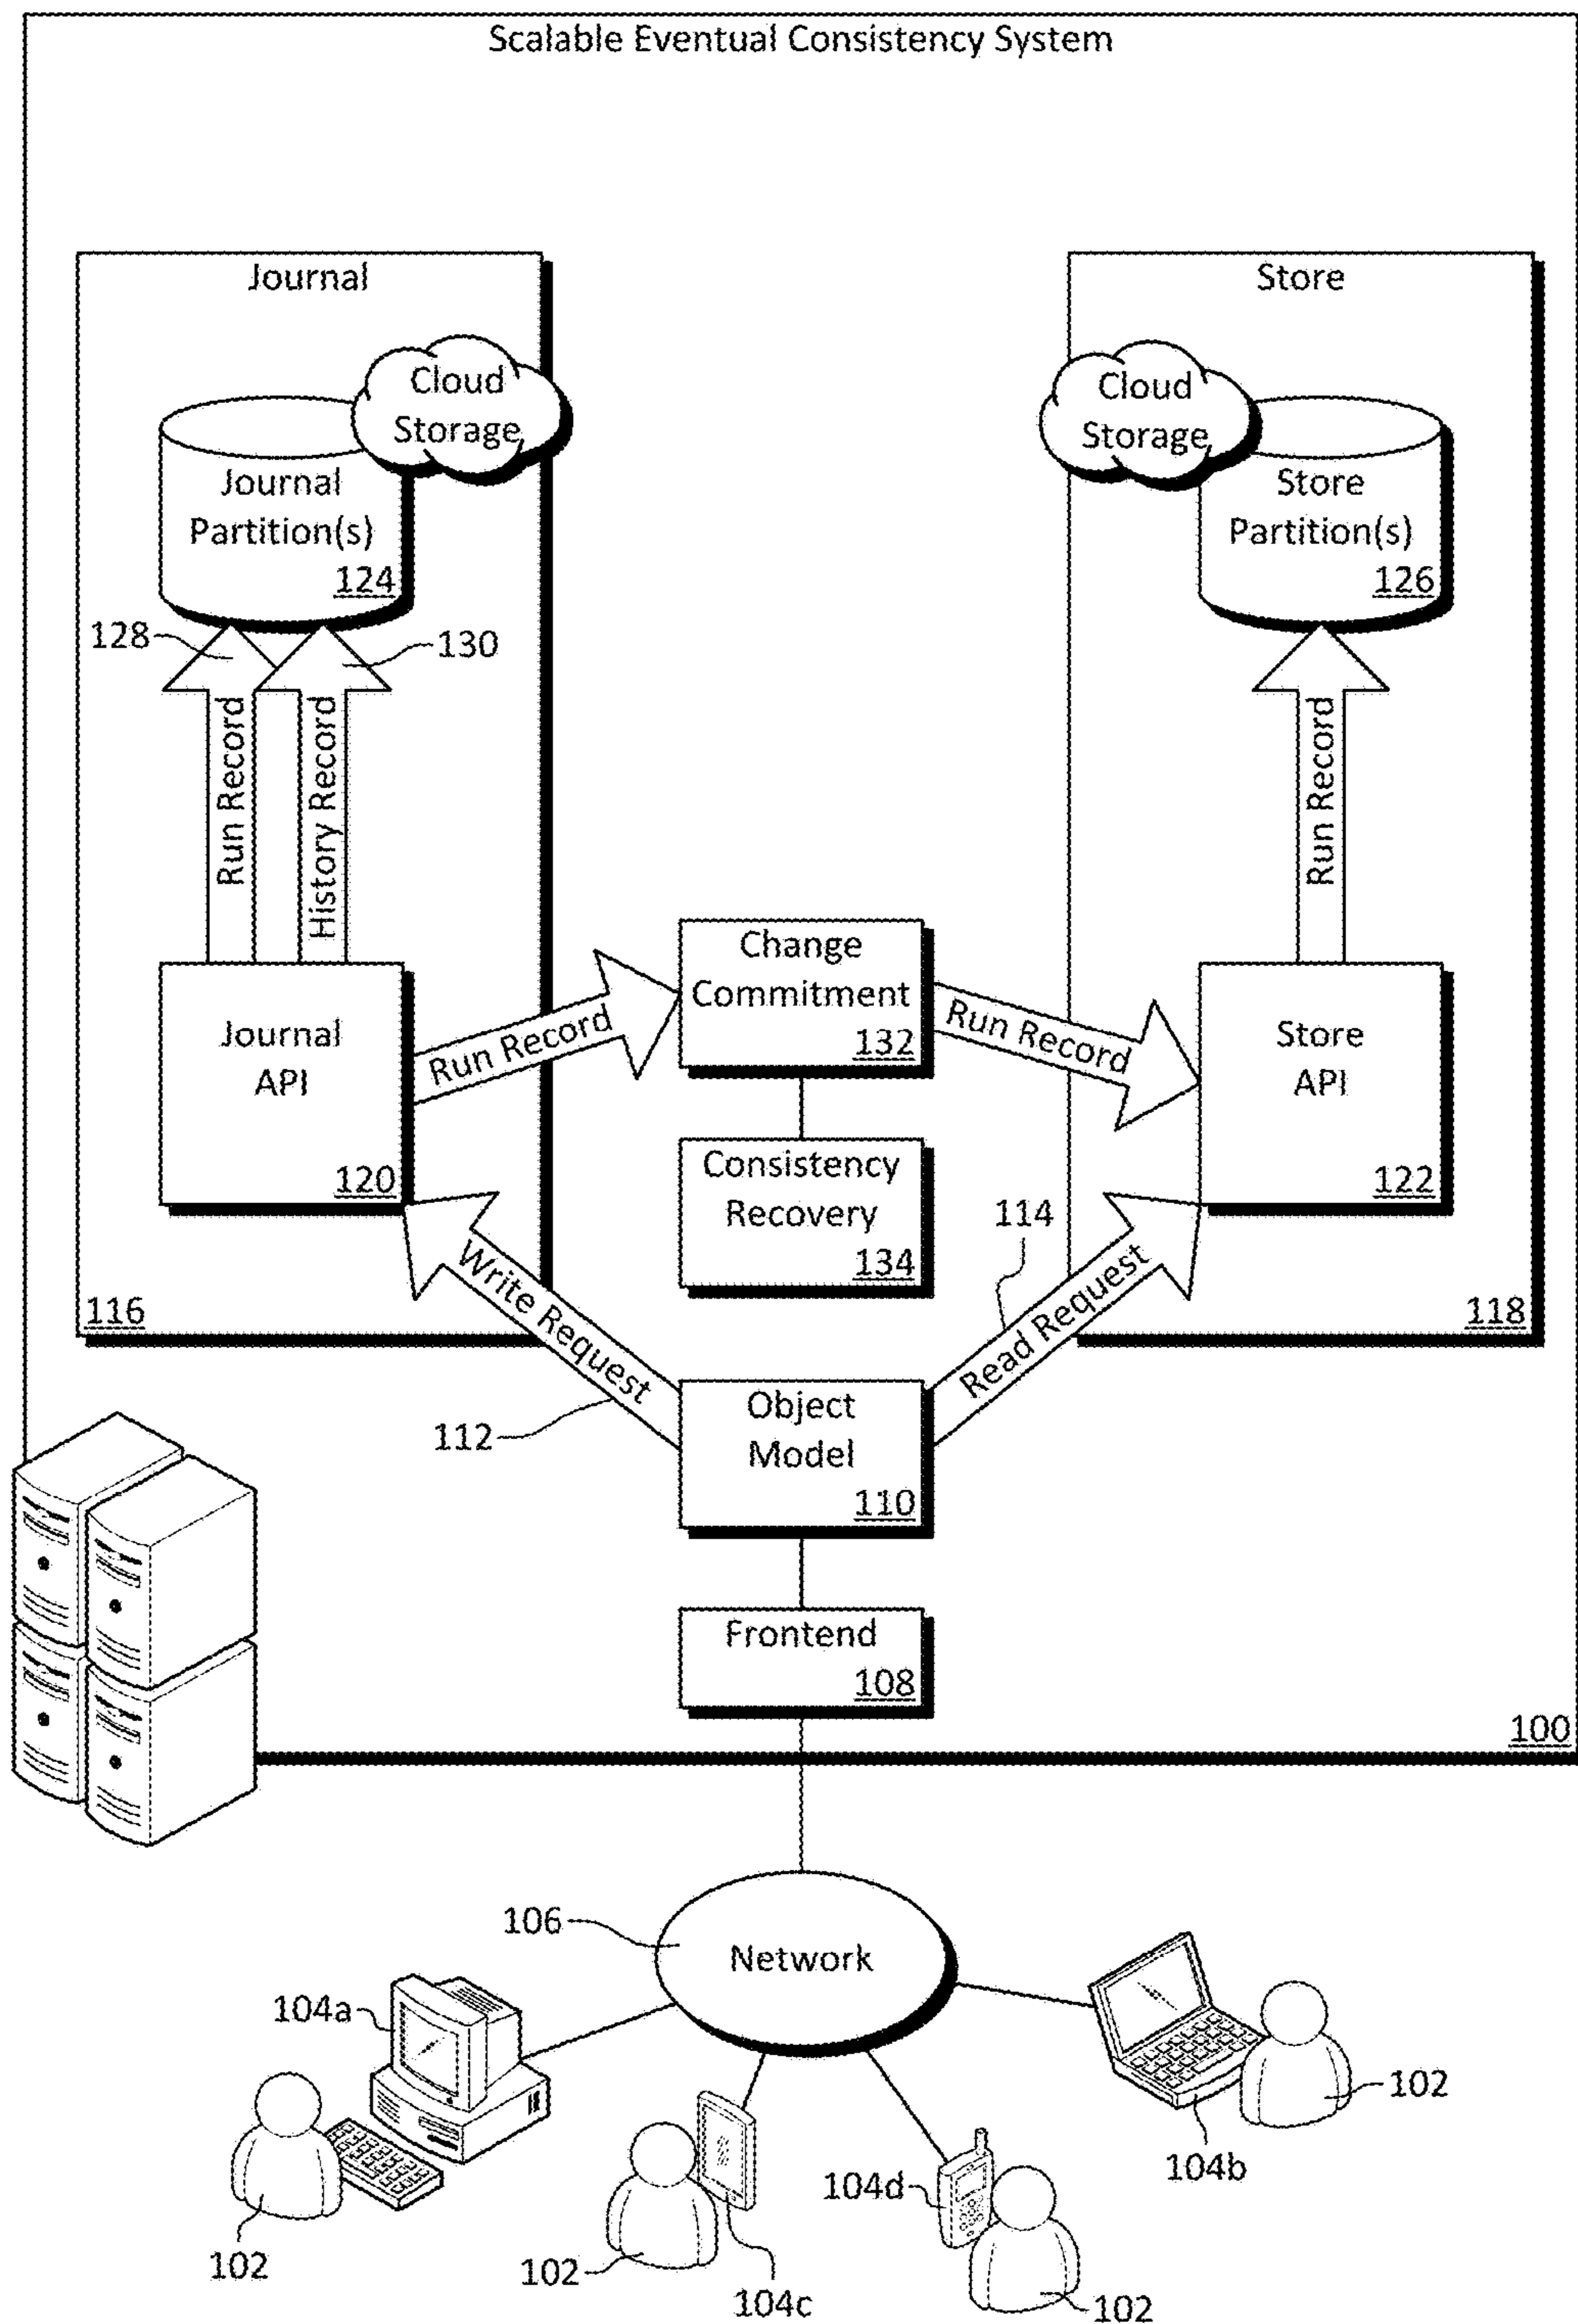 Scalable Eventual Consistency System
Journal
Store
Cloud
Storage
Cloud
Storage
Journal
Partition(s)
124
Store
Partition(s)
126
128
130
Run Record
History Record
Run Record
Change
Commitment
132
Journal
API
120
Run Record
Run Record
Store
API
122
Consistency
Recovery
134
114
Write Request
Read Request
116
118
112
Object
Model
110
Frontend
108
100
106
Network
104a
102
104b
104d
102
102
104c
102